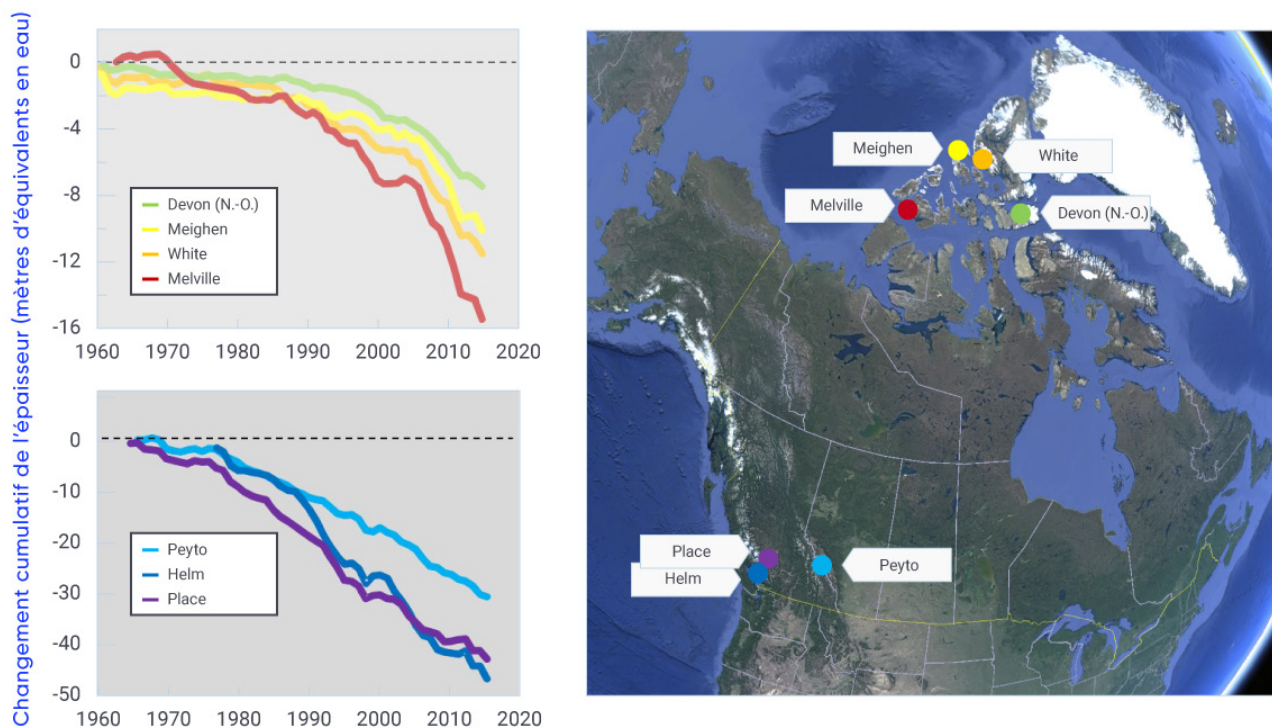 Changement cumulatif de l'épaisseur (mètres d'équivalents en eau)
0
-4
-8
-12
-16
Devon (N.-O.)
Meighen
White
Melville
1960 1970 1980 1990 2000 2010 2020
0
-10
-20
-30
-40
-50
Peyto
Helm
Place
1960 1970 1980 1990 2000 2010 2020
Meighen
White
Melville
Devon (N.-O.)
Place
Helm
Peyto